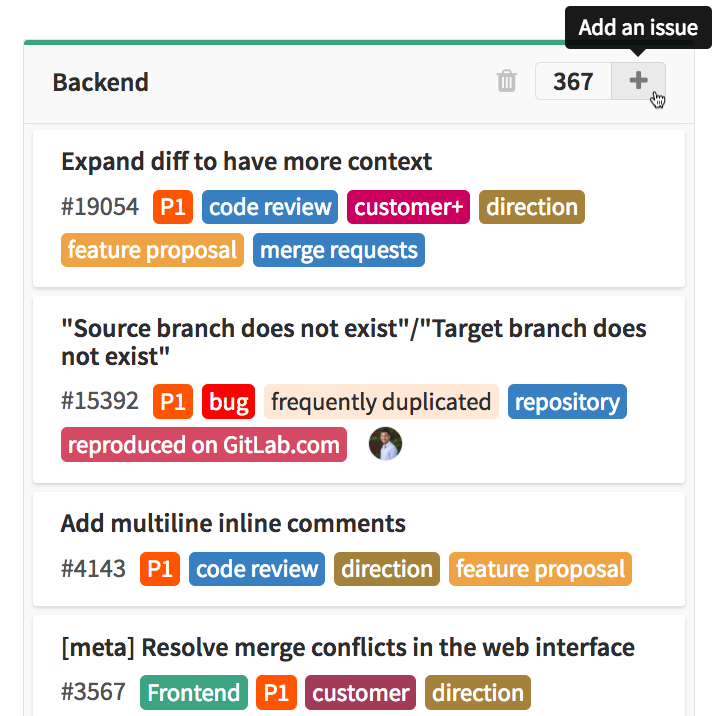 Add an issue
Backend 367
Expand diff to have more context
#19054 P1 code review customer+ direction
feature proposal merge requests
"Source branch does not exist"/"Target branch does
not exist"
#15392 P1 bug frequently duplicated repository
reproduced on GitLab.com
Add multiline inline comments
#4143 P1 code review direction feature proposal
[meta] Resolve merge conflicts in the web interface
#3567 Frontend P1 customer direction